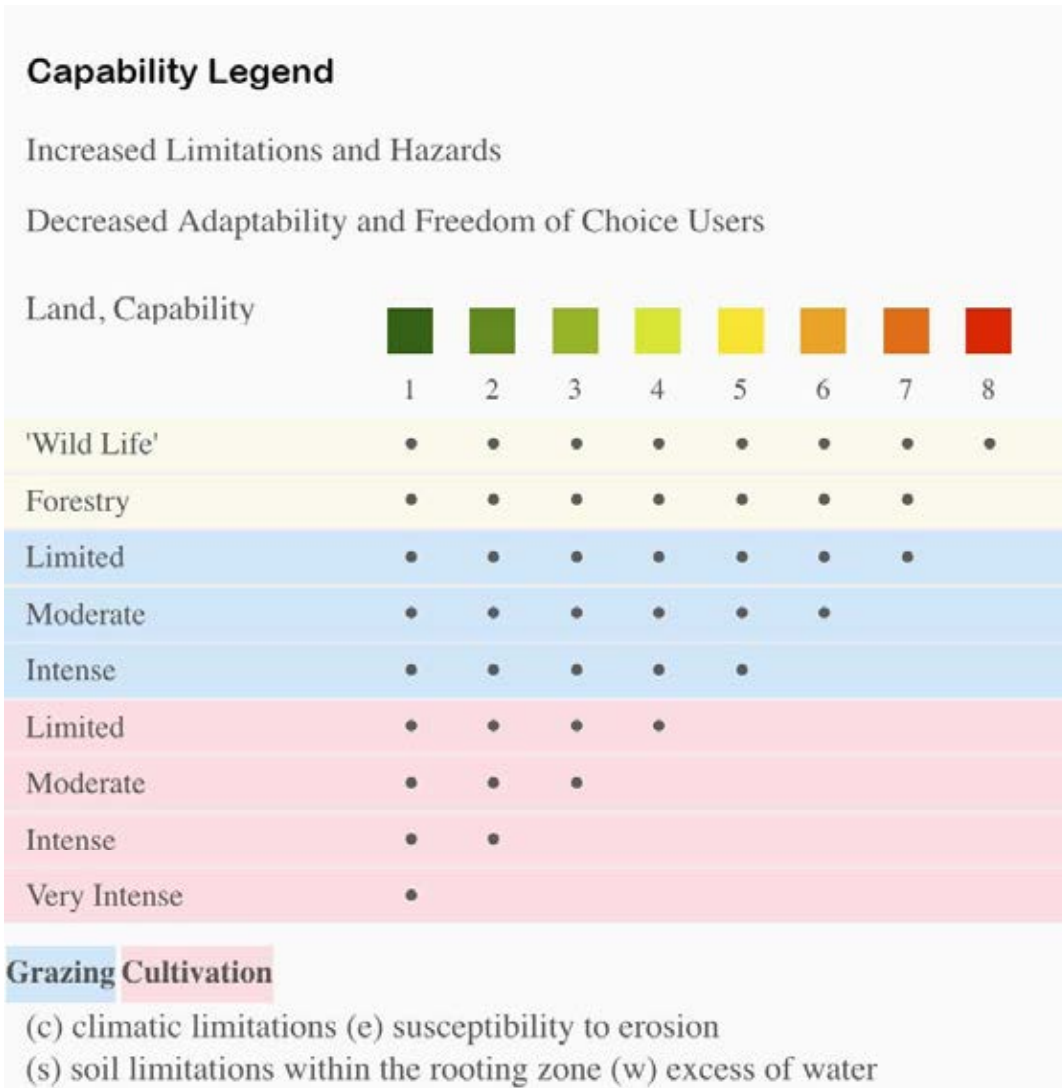 Capability Legend
Increased Limitations and Hazards
Decreased Adaptability and Freedom of Choice Users
Land, Capability
1 2 3 4 5 6 7 8
'Wild Life' • • • • • • • •
Forestry • • • • • • •
Limited • • • • • • •
Moderate • • • • • •
Intense • • • • •
Limited • • • •
Moderate • • •
Intense • •
Very Intense •
Grazing Cultivation
(c) climatic limitations (e) susceptibility to erosion
(s) soil limitations within the rooting zone (w) excess of water